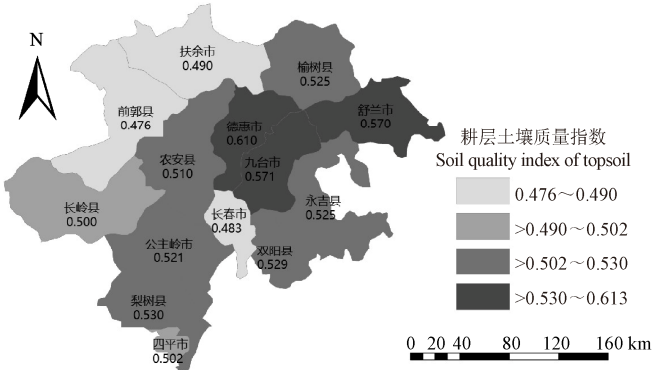 N
扶余市
0.490
榆树县
0.525
前郭县
0.476
德惠市
0.610
舒兰市
0.570
农安县
0.510
九台市
0.571
长岭县
0.500
长春市
0.483
永吉县
0.525
公主岭市
0.521
双阳县
0.529
梨树县
0.530
四平市
0.502
耕层土壤质量指数
Soil quality index of topsoil
0.476～0.490
>0.490～0.502
>0.502～0.530
>0.530～0.613
0 20 40 80 120 160 km